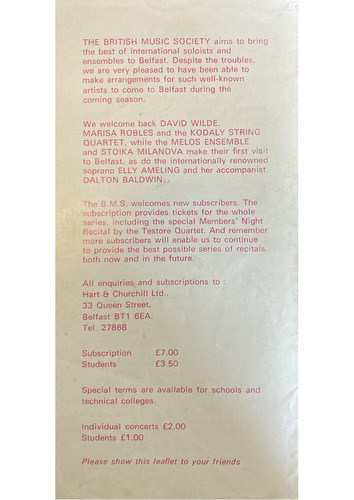 THE BRITISH MUSIC SOCIETY aims to bring
the best of international soloists and
ensembles to Belfast. Despite the troubles,
we are very pleased to have been able to
make arrangements for such well-known
artists to come to Belfast during the
coming season.
We welcome back DAVID WILDE,
MARISA ROBLES and the KODALY STRING
QUARTET, while the MELOS ENSEMBLE
and STOIKA MILANOVA make their first visit
to Belfast, as do the internationally renowned
soprano ELLY AMELING and her accompanist
DALTON BALDWIN.
The B.M.S. welcomes new subscribers. The
subscription provides tickets for the whole
series, including the special Members' Night
Recital by the Testore Quartet. And remember
more subscribers will enable us to continue
to provide the best possible series of recitals,
both now and in the future.
All enquiries and subscriptions to :
Hart & Churchill Ltd.,
33 Queen Street,
Belfast BT1 6EA.
Tel. 27868
Subscription £7.00
Students £3.50
Special terms are available for schools and
technical colleges.
Individual concerts £2.00
Students £1.00
Please show this leaflet to your friends